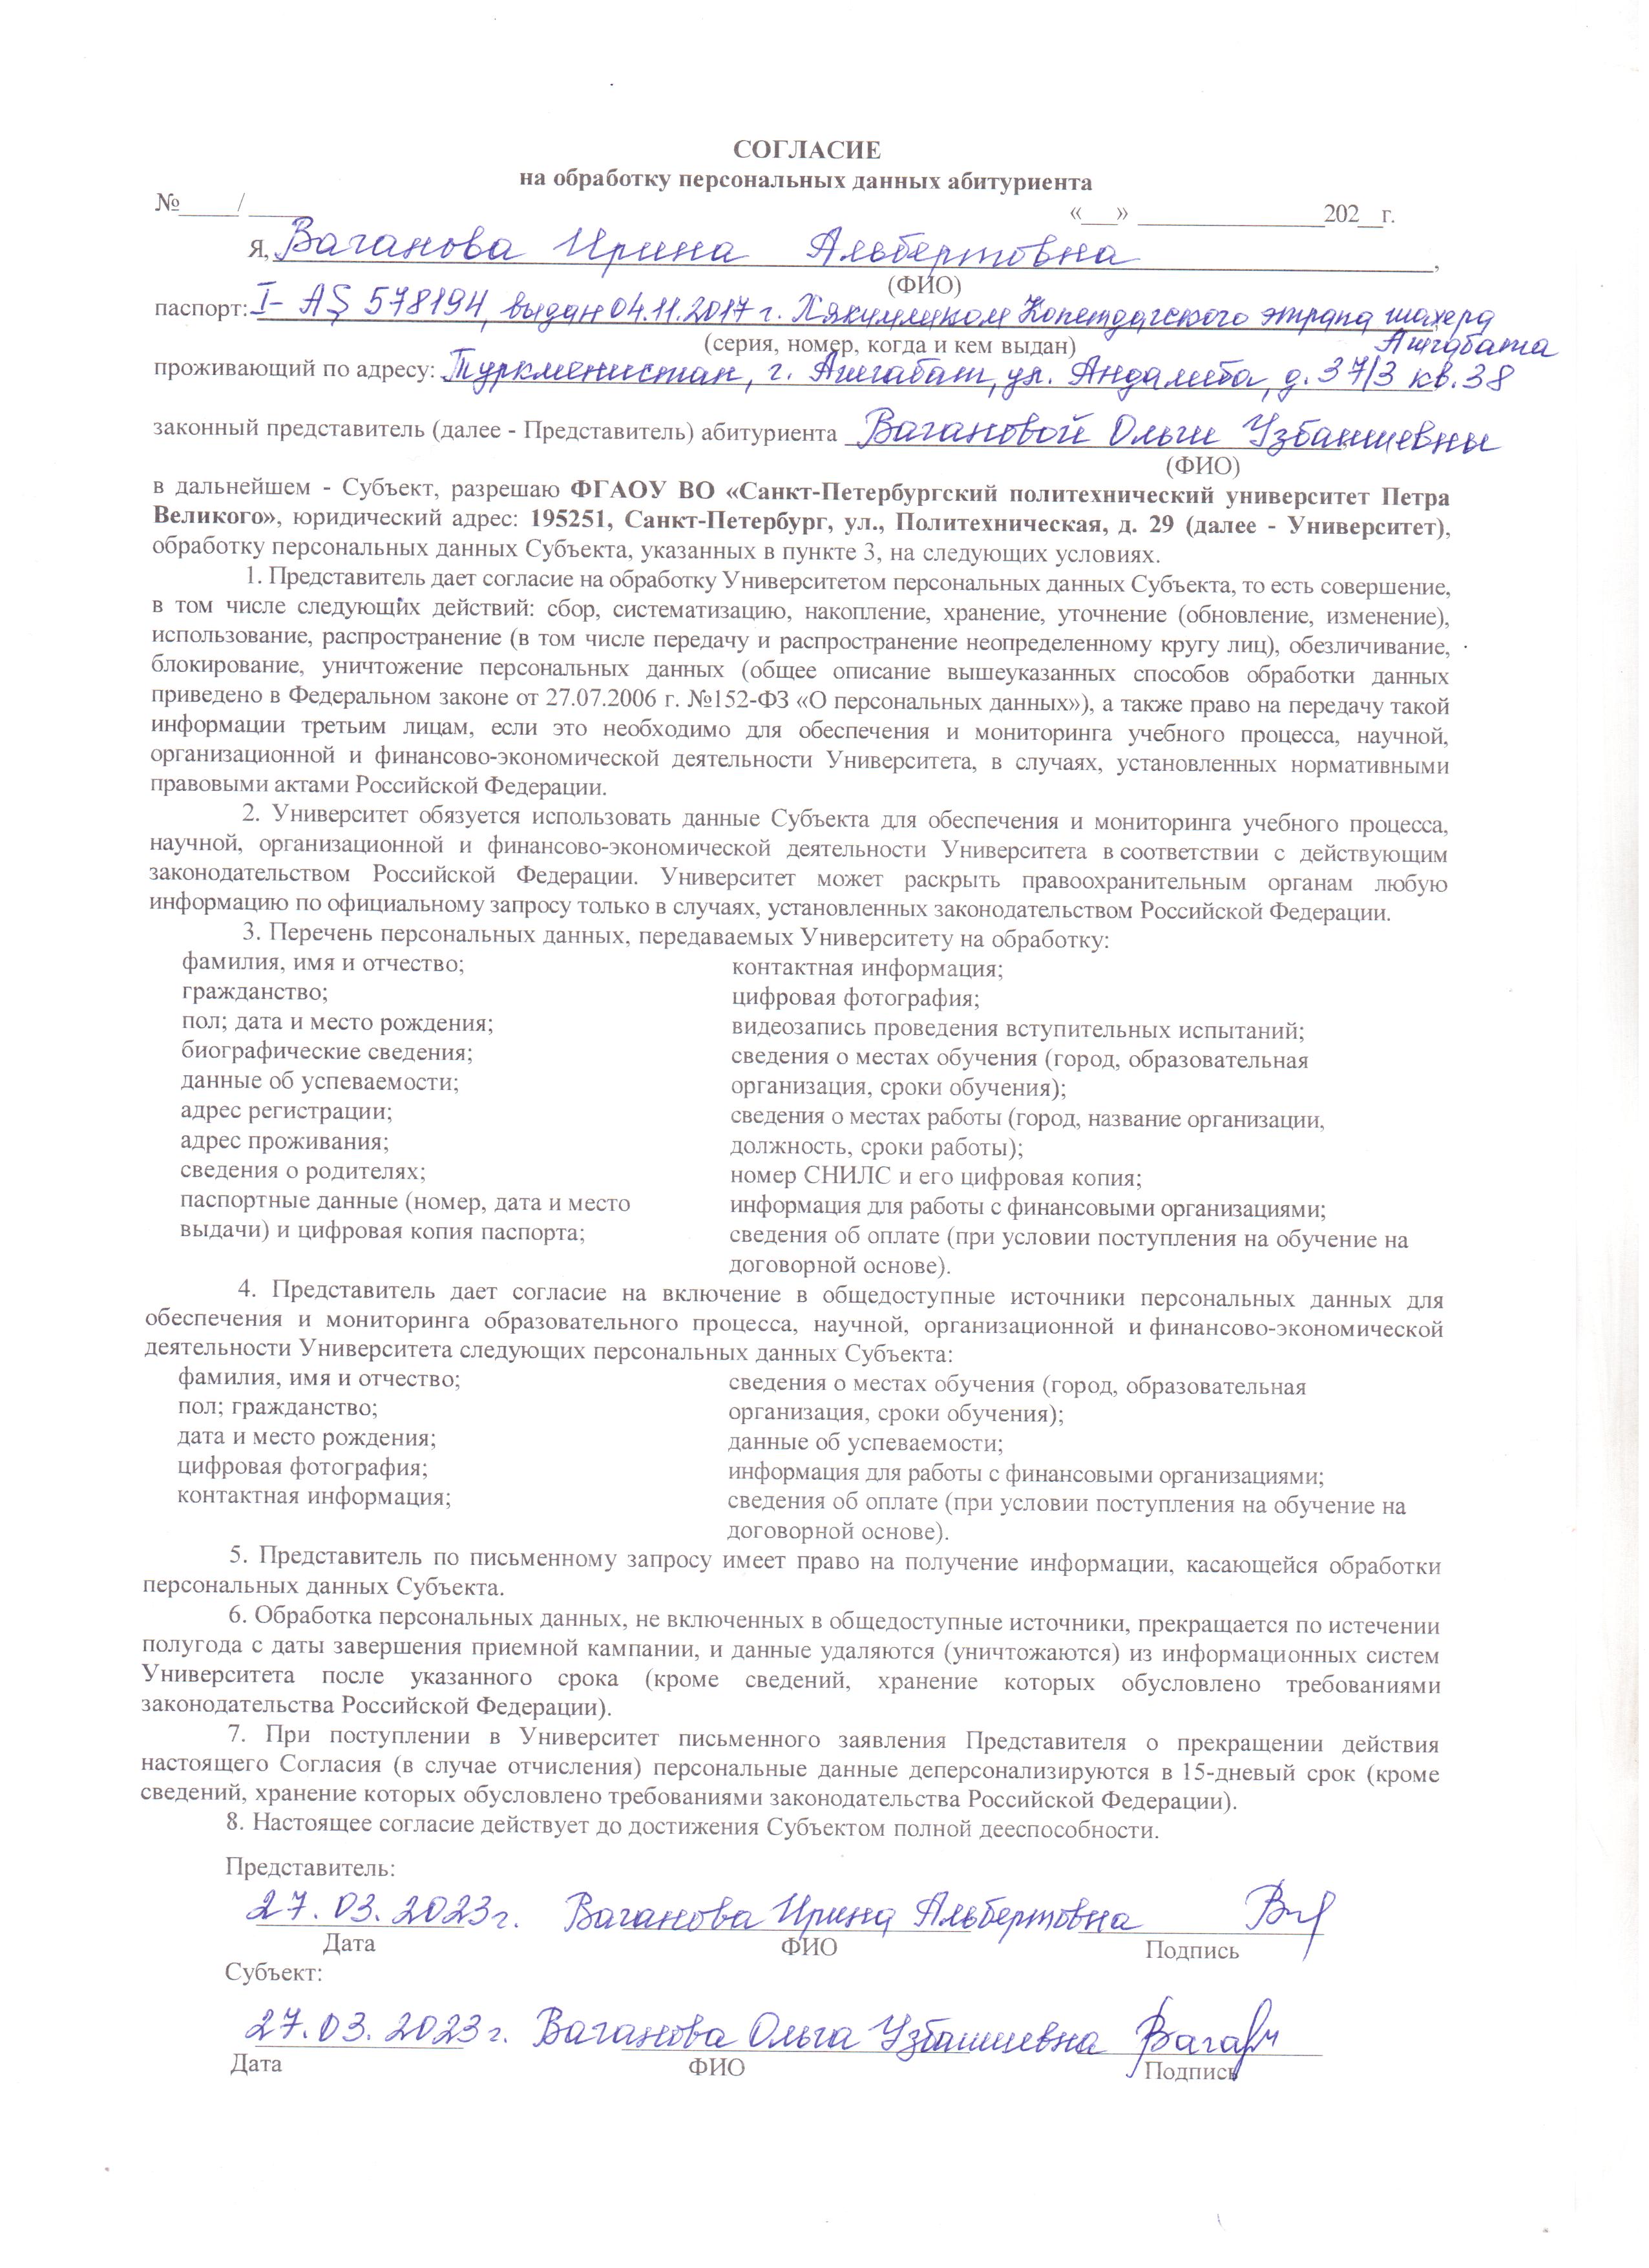 СОГЛАСИЕ
на обработку персональных данных абитуриента
№_____/ _____ «___» _______________202__г.
Я, Ваганова Ирина Альбертовна,
(ФИО)
паспорт: I-AŞ 578194, выдан 04.11.2017 г. Хякимликом Копетдагского этрапа шахера
(серия, номер, когда и кем выдан) Ашгабата
проживающий по адресу: Туркменистан, г. Ашгабат, ул. Андалиба, д. 37/3 кв. 38
законный представитель (далее - Представитель) абитуриента Вагановой Ольги Узбашиевны
(ФИО)
в дальнейшем - Субъект, разрешаю ФГАОУ ВО «Санкт-Петербургский политехнический университет Петра
Великого», юридический адрес: 195251, Санкт-Петербург, ул., Политехническая, д. 29 (далее - Университет),
обработку персональных данных Субъекта, указанных в пункте 3, на следующих условиях.
1. Представитель дает согласие на обработку Университетом персональных данных Субъекта, то есть совершение,
в том числе следующих действий: сбор, систематизацию, накопление, хранение, уточнение (обновление, изменение),
использование, распространение (в том числе передачу и распространение неопределенному кругу лиц), обезличивание,
блокирование, уничтожение персональных данных (общее описание вышеуказанных способов обработки данных
приведено в Федеральном законе от 27.07.2006 г. №152-ФЗ «О персональных данных»), а также право на передачу такой
информации третьим лицам, если это необходимо для обеспечения и мониторинга учебного процесса, научной,
организационной и финансово-экономической деятельности Университета, в случаях, установленных нормативными
правовыми актами Российской Федерации.
2. Университет обязуется использовать данные Субъекта для обеспечения и мониторинга учебного процесса,
научной, организационной и финансово-экономической деятельности Университета в соответствии с действующим
законодательством Российской Федерации. Университет может раскрыть правоохранительным органам любую
информацию по официальному запросу только в случаях, установленных законодательством Российской Федерации.
3. Перечень персональных данных, передаваемых Университету на обработку:
фамилия, имя и отчество;
гражданство;
пол; дата и место рождения;
биографические сведения;
данные об успеваемости;
адрес регистрации;
адрес проживания;
сведения о родителях;
паспортные данные (номер, дата и место
выдачи) и цифровая копия паспорта;
контактная информация;
цифровая фотография;
видеозапись проведения вступительных испытаний;
сведения о местах обучения (город, образовательная
организация, сроки обучения);
сведения о местах работы (город, название организации,
должность, сроки работы);
номер СНИЛС и его цифровая копия;
информация для работы с финансовыми организациями;
сведения об оплате (при условии поступления на обучение на
договорной основе).
4. Представитель дает согласие на включение в общедоступные источники персональных данных для
обеспечения и мониторинга образовательного процесса, научной, организационной и финансово-экономической
деятельности Университета следующих персональных данных Субъекта:
фамилия, имя и отчество;
пол; гражданство;
дата и место рождения;
цифровая фотография;
контактная информация;
сведения о местах обучения (город, образовательная
организация, сроки обучения);
данные об успеваемости;
информация для работы с финансовыми организациями;
сведения об оплате (при условии поступления на обучение на
договорной основе).
5. Представитель по письменному запросу имеет право на получение информации, касающейся обработки
персональных данных Субъекта.
6. Обработка персональных данных, не включенных в общедоступные источники, прекращается по истечении
полугода с даты завершения приемной кампании, и данные удаляются (уничтожаются) из информационных систем
Университета после указанного срока (кроме сведений, хранение которых обусловлено требованиями
законодательства Российской Федерации).
7. При поступлении в Университет письменного заявления Представителя о прекращении действия
настоящего Согласия (в случае отчисления) персональные данные деперсонализируются в 15-дневый срок (кроме
сведений, хранение которых обусловлено требованиями законодательства Российской Федерации).
8. Настоящее согласие действует до достижения Субъектом полной дееспособности.
Представитель:
27.03.2023г. Ваганова Ирина Альбертовна
Дата ФИО Подпись
Субъект:
27.03.2023г. Ваганова Ольга Узбашиевна
Дата ФИО Подпись